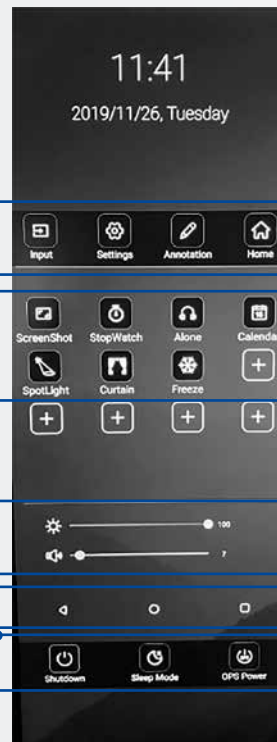 11:41
2019/11/26, Tuesday
Input Settings Annotation Home
ScreenShot StopWatch Alone Calenda
SpotLight Curtain Freeze
100
7
Shutdown Sleep Mode OPS Power